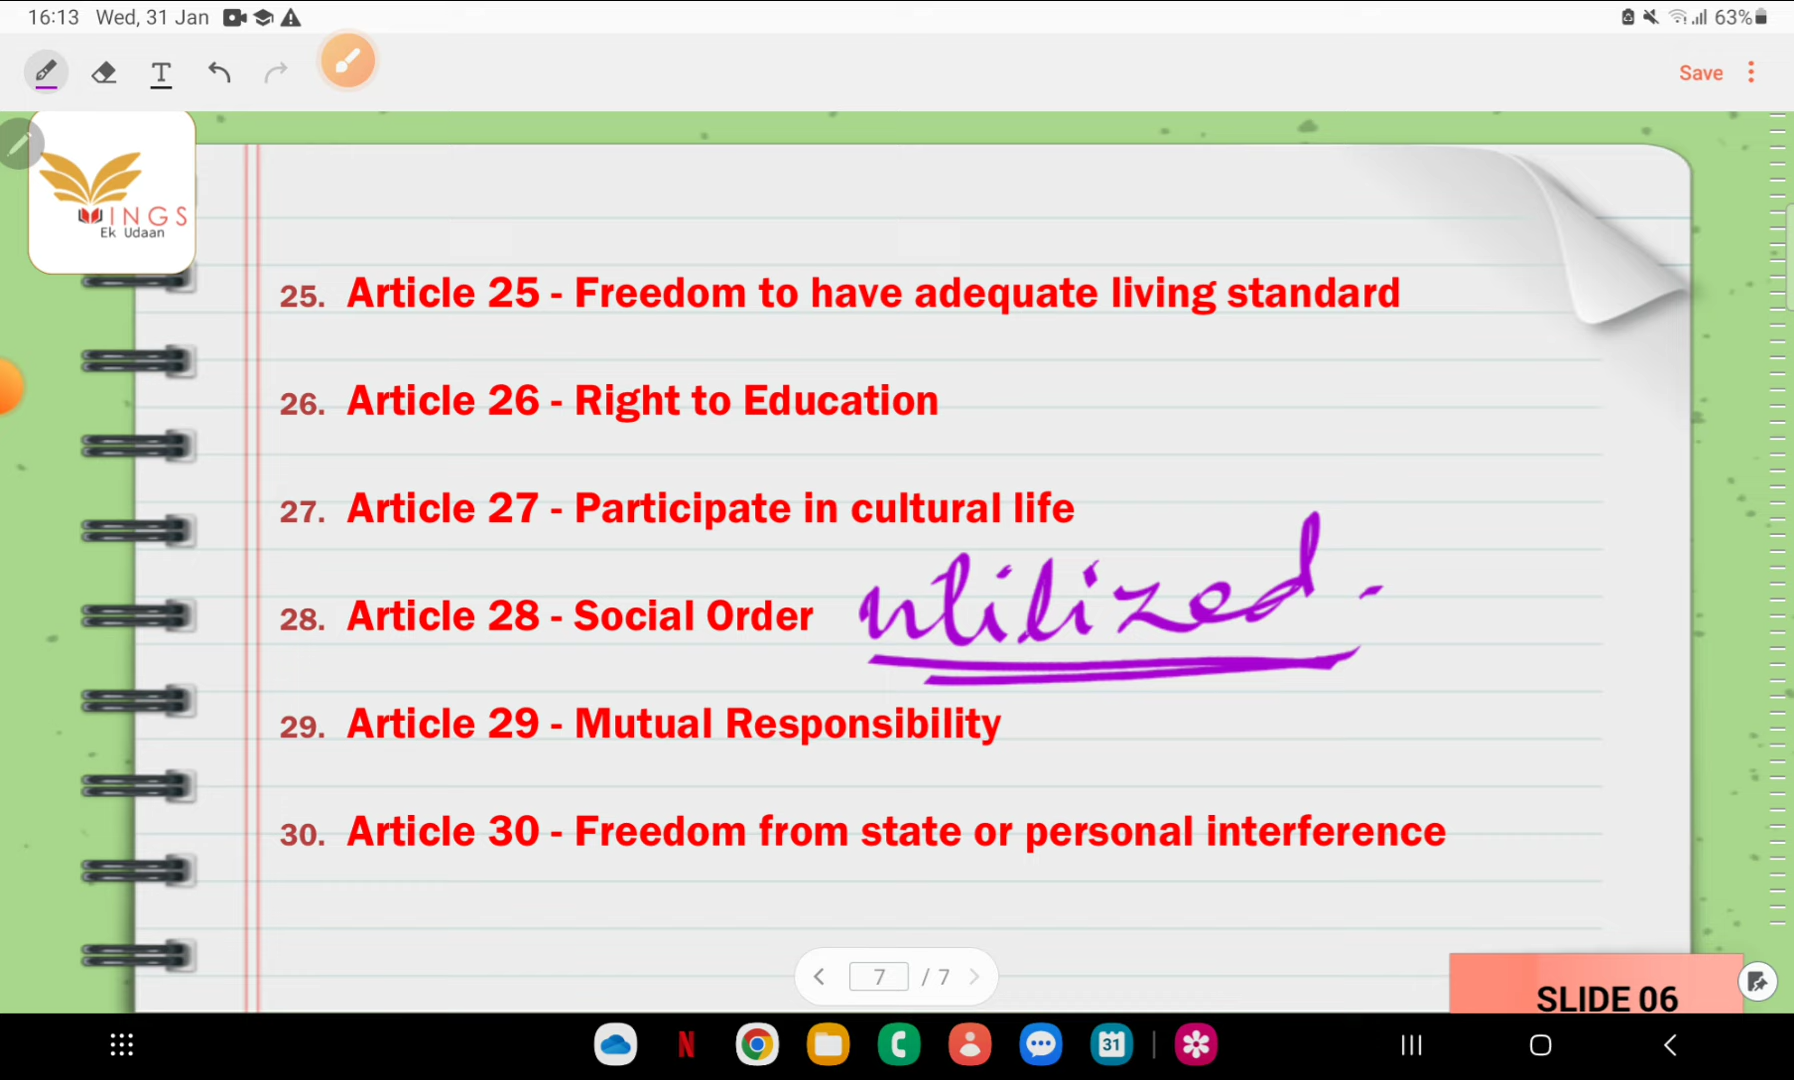 16:13 Wed, 31 Jan 63%
T Save
WINGS
Ek Udaan
25. Article 25 - Freedom to have adequate living standard
26. Article 26 - Right to Education
27. Article 27 - Participate in cultural life
28. Article 28 - Social Order utilized.
29. Article 29 - Mutual Responsibility
30. Article 30 - Freedom from state or personal interference
7 / 7
SLIDE 06
N 31